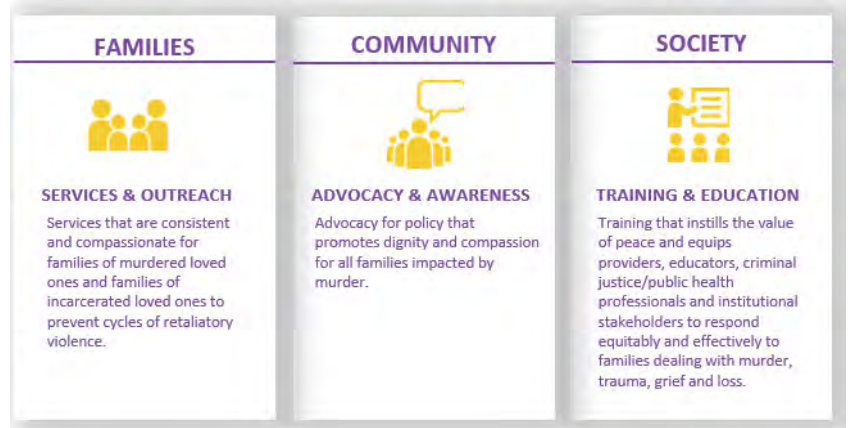 FAMILIES
SERVICES & OUTREACH
Services that are consistent
and compassionate for
families of murdered loved
ones and families of
incarcerated loved ones to
prevent cycles of retaliatory
violence.
COMMUNITY
ADVOCACY & AWARENESS
Advocacy for policy that
promotes dignity and compassion
for all families impacted by
murder.
SOCIETY
TRAINING & EDUCATION
Training that instills the value
of peace and equips
providers, educators, criminal
justice/public health
professionals and institutional
stakeholders to respond
equitably and effectively to
families dealing with murder,
trauma, grief and loss.